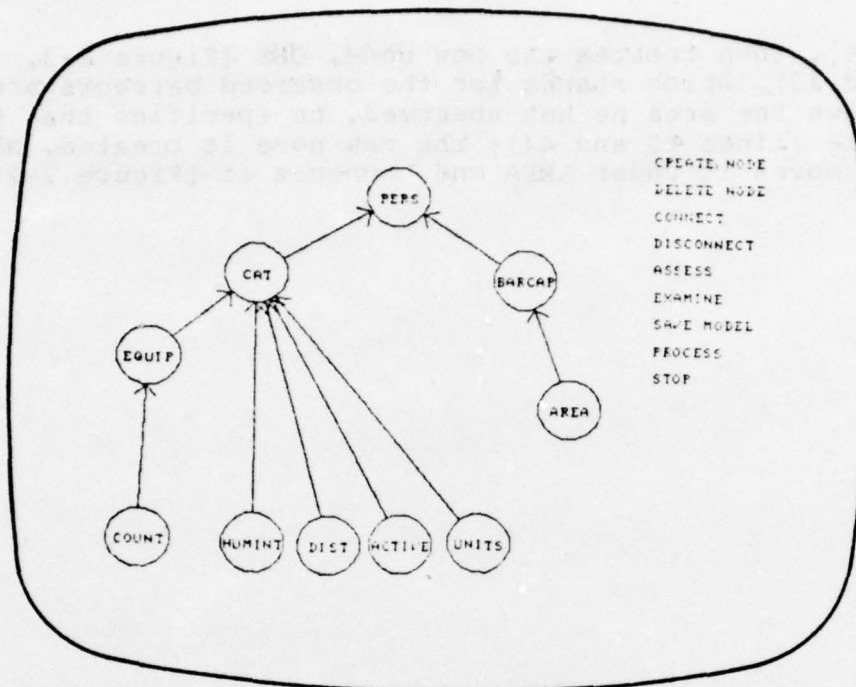 PERS
CAT
BARCAP
EQUIP
AREA
COUNT
HUMINT
DIST
ACTIVE
UNITS
CREATE NODE
DELETE NODE
CONNECT
DISCONNECT
ASSESS
EXAMINE
SAVE MODEL
PROCESS
STOP